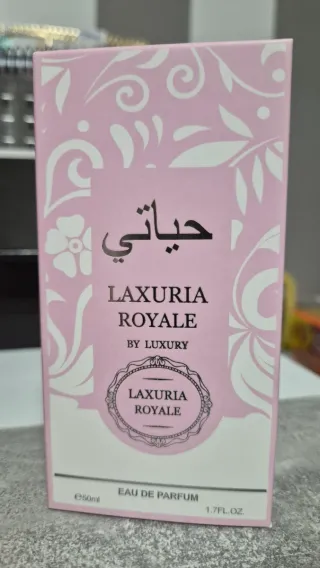 حياتي
LAXURIA
ROYALE
BY LUXURY
LAXURIA
ROYALE
EAU DE PARFUM
℮50ml
1.7FL.OZ.